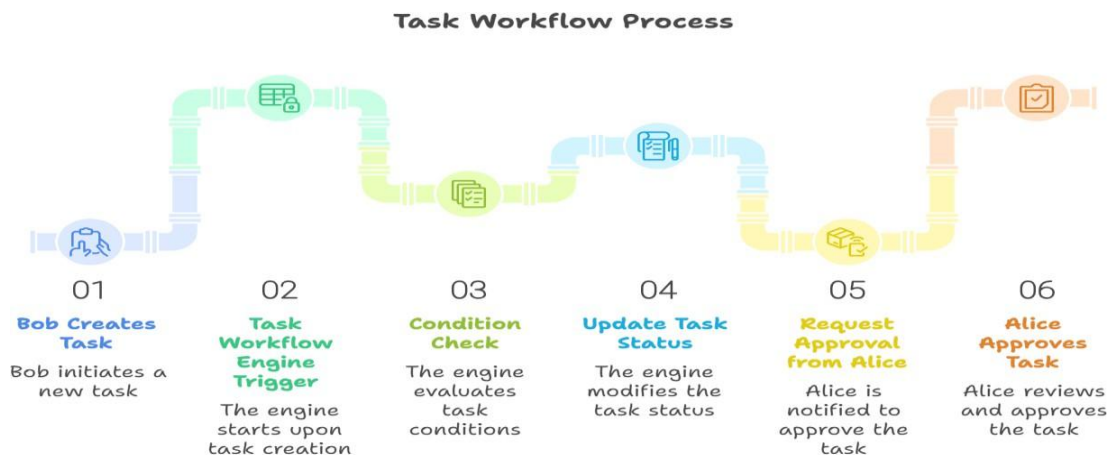 Task Workflow Process
01
Bob Creates
Task
Bob initiates a
new task
02
Task
Workflow
Engine
Trigger
The engine
starts upon
task creation
03
Condition
Check
The engine
evaluates
task
conditions
04
Update Task
Status
The engine
modifies the
task status
05
Request
Approval
from Alice
Alice is
notified to
approve the
task
06
Alice
Approves
Task
Alice reviews
and approves
the task